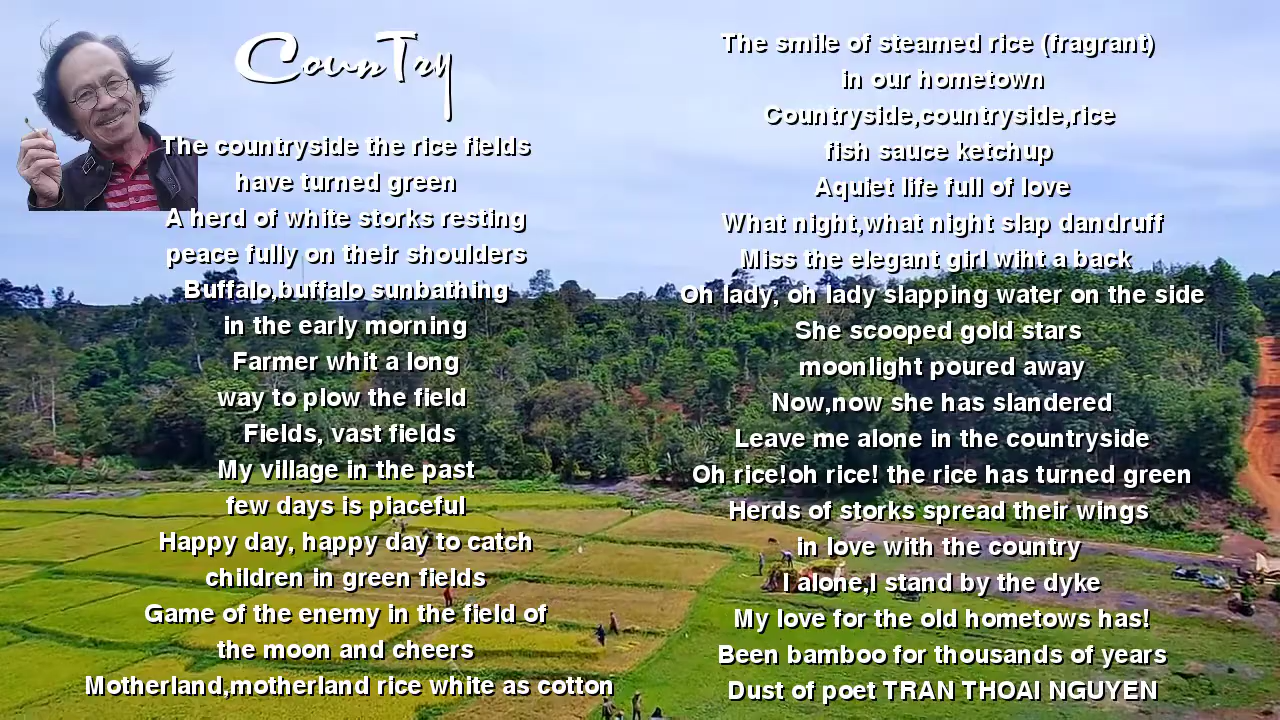 CounTry
The countryside the rice fields
have turned green
A herd of white storks resting
peace fully on their shoulders
Buffalo,buffalo sunbathing
in the early morning
Farmer whit a long
way to plow the field
Fields, vast fields
My village in the past
few days is piaceful
Happy day, happy day to catch
children in green fields
Game of the enemy in the field of
the moon and cheers
Motherland,motherland rice white as cotton
The smile of steamed rice (fragrant)
in our hometown
Countryside,countryside,rice
fish sauce ketchup
Aquiet life full of love
What night,what night slap dandruff
Miss the elegant girl wiht a back
Oh lady, oh lady slapping water on the side
She scooped gold stars
moonlight poured away
Now,now she has slandered
Leave me alone in the countryside
Oh rice!oh rice! the rice has turned green
Herds of storks spread their wings
in love with the country
I alone,I stand by the dyke
My love for the old hometows has!
Been bamboo for thousands of years
Dust of poet TRAN THOAI NGUYEN